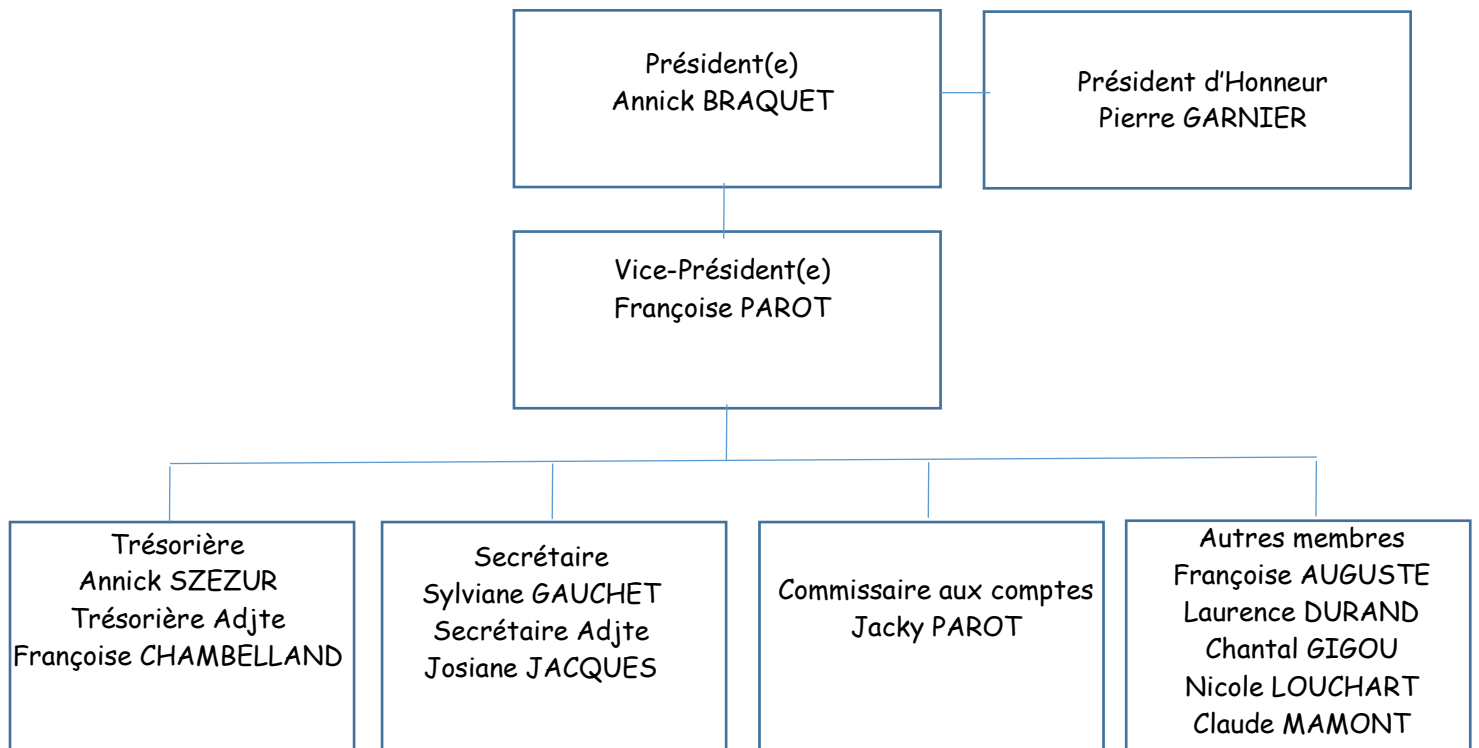 Président(e)
Annick BRAQUET
Président d’Honneur
Pierre GARNIER
Vice-Président(e)
Françoise PAROT
Trésorière
Annick SZEZUR
Trésorière Adjte
Françoise CHAMBELLAND
Secrétaire
Sylviane GAUCHET
Secrétaire Adjte
Josiane JACQUES
Commissaire aux comptes
Jacky PAROT
Autres membres
Françoise AUGUSTE
Laurence DURAND
Chantal GIGOU
Nicole LOUCHART
Claude MAMONT